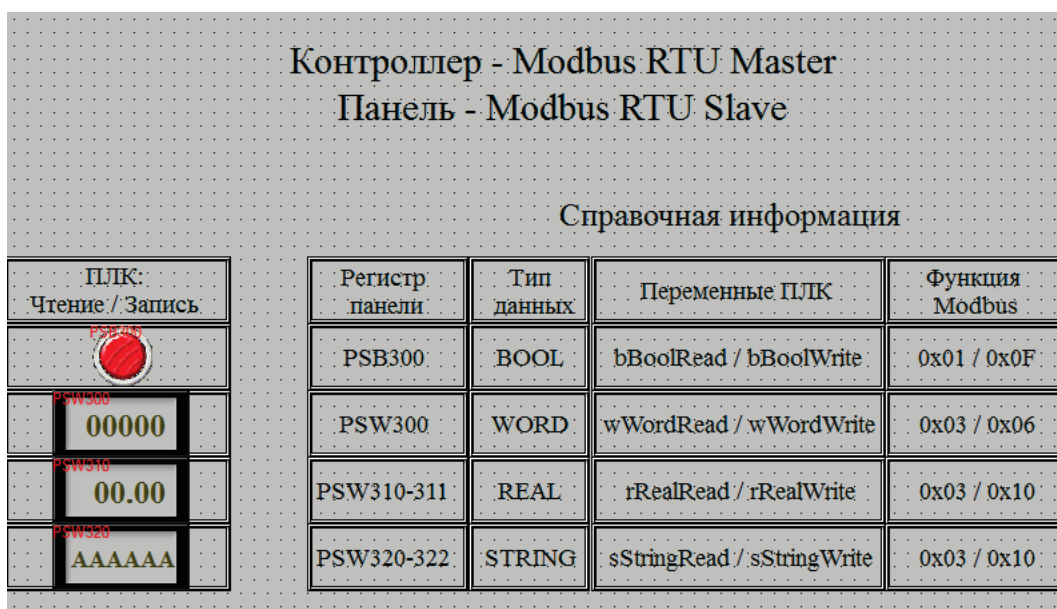 Контроллер - Modbus RTU Master
Панель - Modbus RTU Slave
Справочная информация
ПЛК:
Чтение / Запись
Регистр
панели
Тип
данных
Переменные ПЛК
Функция
Modbus
PSB300
BOOL
bBoolRead / bBoolWrite
0x01 / 0x0F
PSW300
00000
PSW300
WORD
wWordRead / wWordWrite
0x03 / 0x06
PSW310
00.00
PSW310-311
REAL
rRealRead / rRealWrite
0x03 / 0x10
PSW320
AAAAAA
PSW320-322
STRING
sStringRead / sStringWrite
0x03 / 0x10